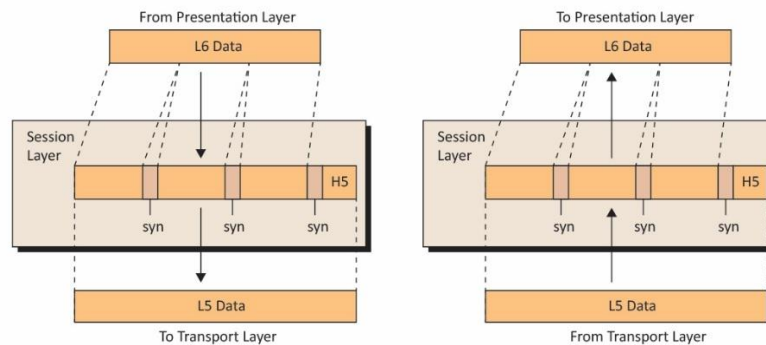 From Presentation Layer
L6 Data
Session
Layer
H5
syn
syn
syn
L5 Data
To Transport Layer
To Presentation Layer
L6 Data
Session
Layer
H5
syn
syn
syn
L5 Data
From Transport Layer